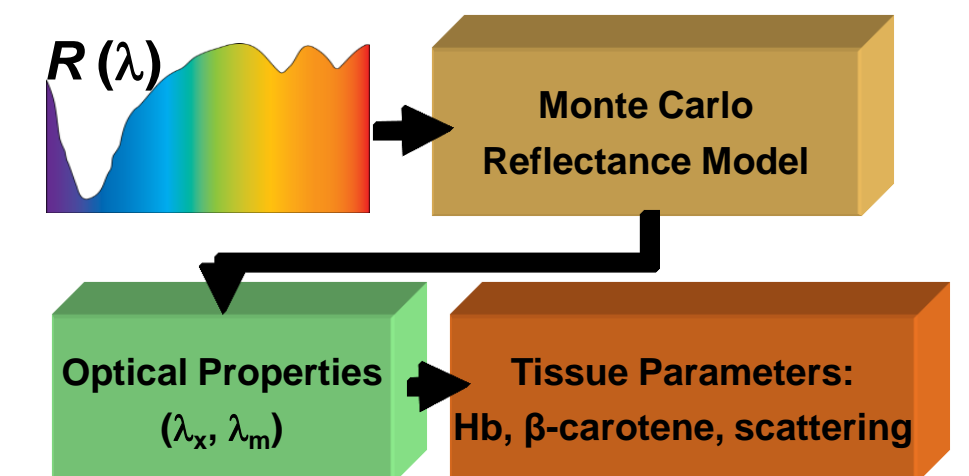 R (λ)
Monte Carlo
Reflectance Model
Optical Properties
(λx, λm)
Tissue Parameters:
Hb, β-carotene, scattering